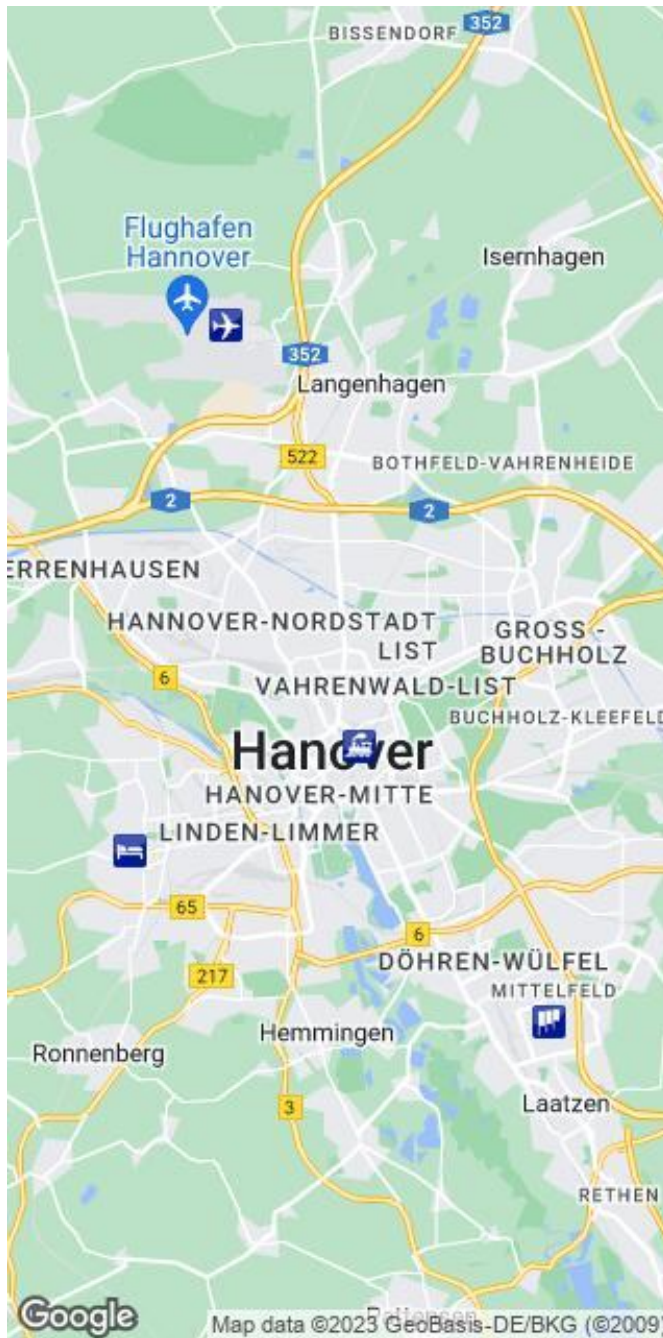 352
BISSENDORF
Flughafen
Hannover
Isernhagen
352
Langenhagen
522
BOTHFELD-VAHRENHEIDE
2
2
ERRENHAUSEN
HANNOVER-NORDSTADT
LIST
GROSS -
BUCHHOLZ
6
VAHRENWALD-LIST
BUCHHOLZ-KLEEFELD
Hanover
HANOVER-MITTE
LINDEN-LIMMER
65
6
217
DÖHREN-WÜLFEL
MITTELFELD
Hemmingen
Ronnenberg
3
Laatzen
RETHEN
Google
Map data ©2023 GeoBasis-DE/BKG (©2009